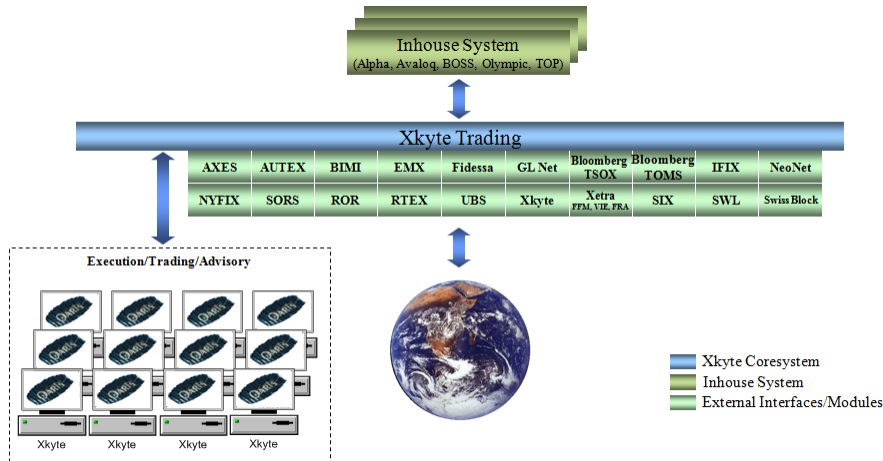 Inhouse System
(Alpha, Avaloq, BOSS, Olympic, TOP)
Xkyte Trading
AXES AUTEX BIMI EMX Fidessa GL Net Bloomberg TSOX Bloomberg TOMS IFIX NeoNet
NYFIX SORS ROR RTEX UBS Xkyte Xetra FFM, VIE, FRA SIX SWL Swiss Block
Execution/Trading/Advisory
Xkyte Xkyte Xkyte Xkyte
Xkyte Coresystem
Inhouse System
External Interfaces/Modules